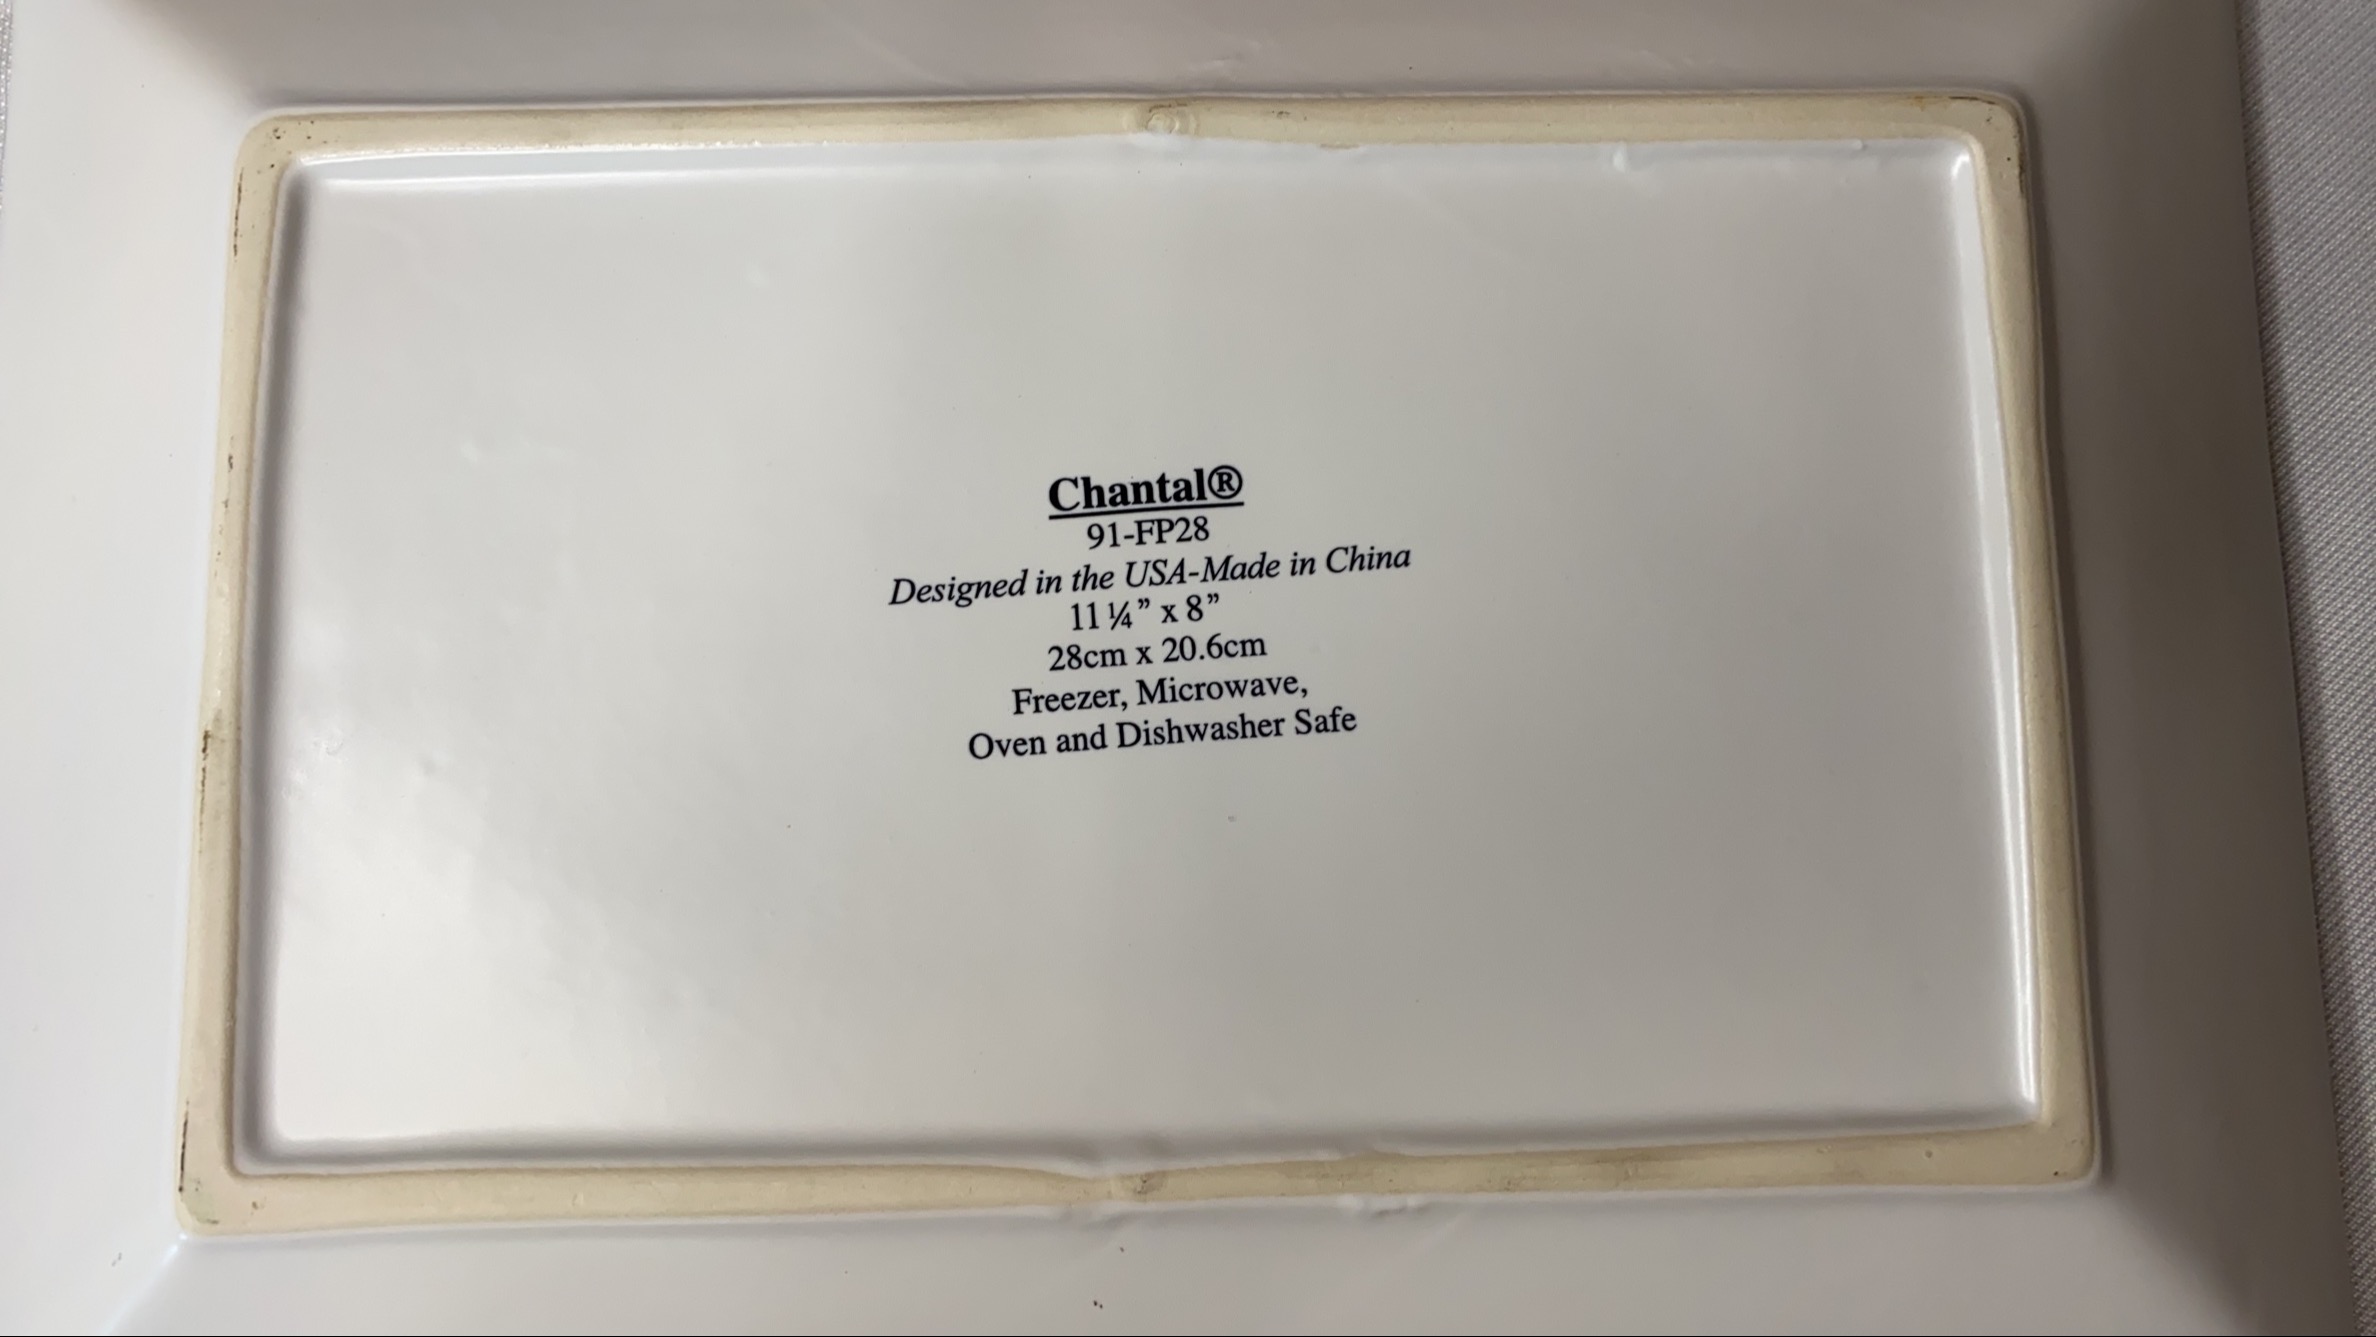 Chantal®
91-FP28
Designed in the USA-Made in China
11 ¼” x 8”
28cm x 20.6cm
Freezer, Microwave,
Oven and Dishwasher Safe